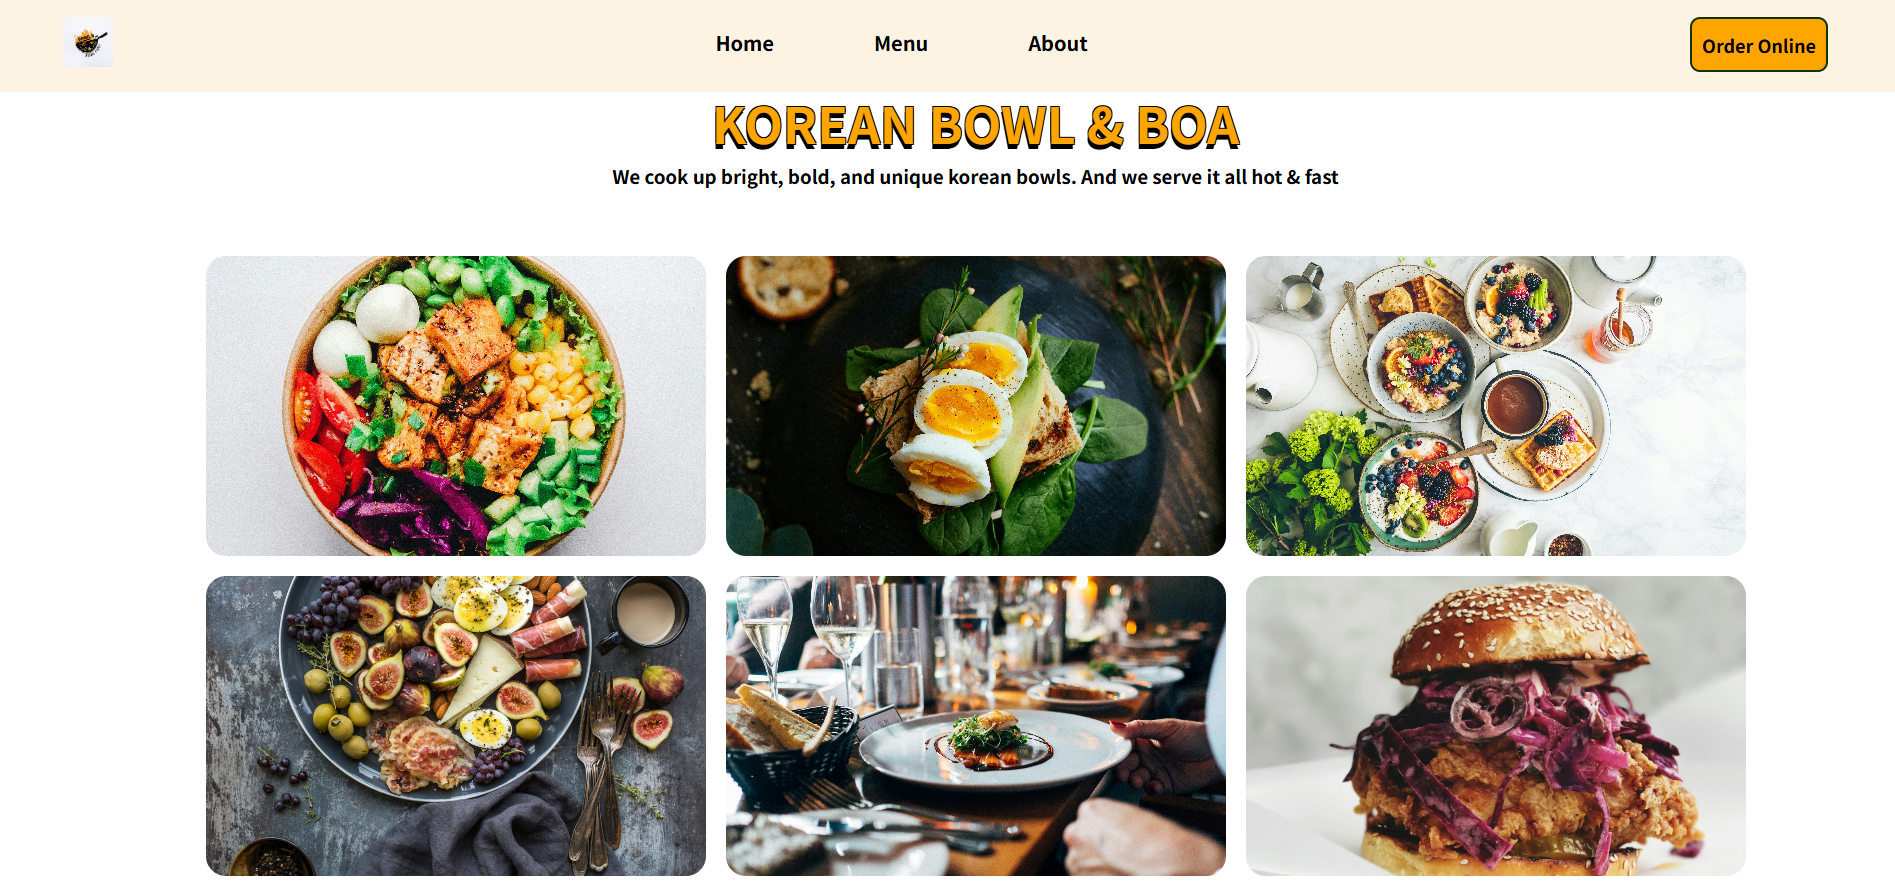 Home Menu About Order Online
KOREAN BOWL & BOA
We cook up bright, bold, and unique korean bowls. And we serve it all hot & fast